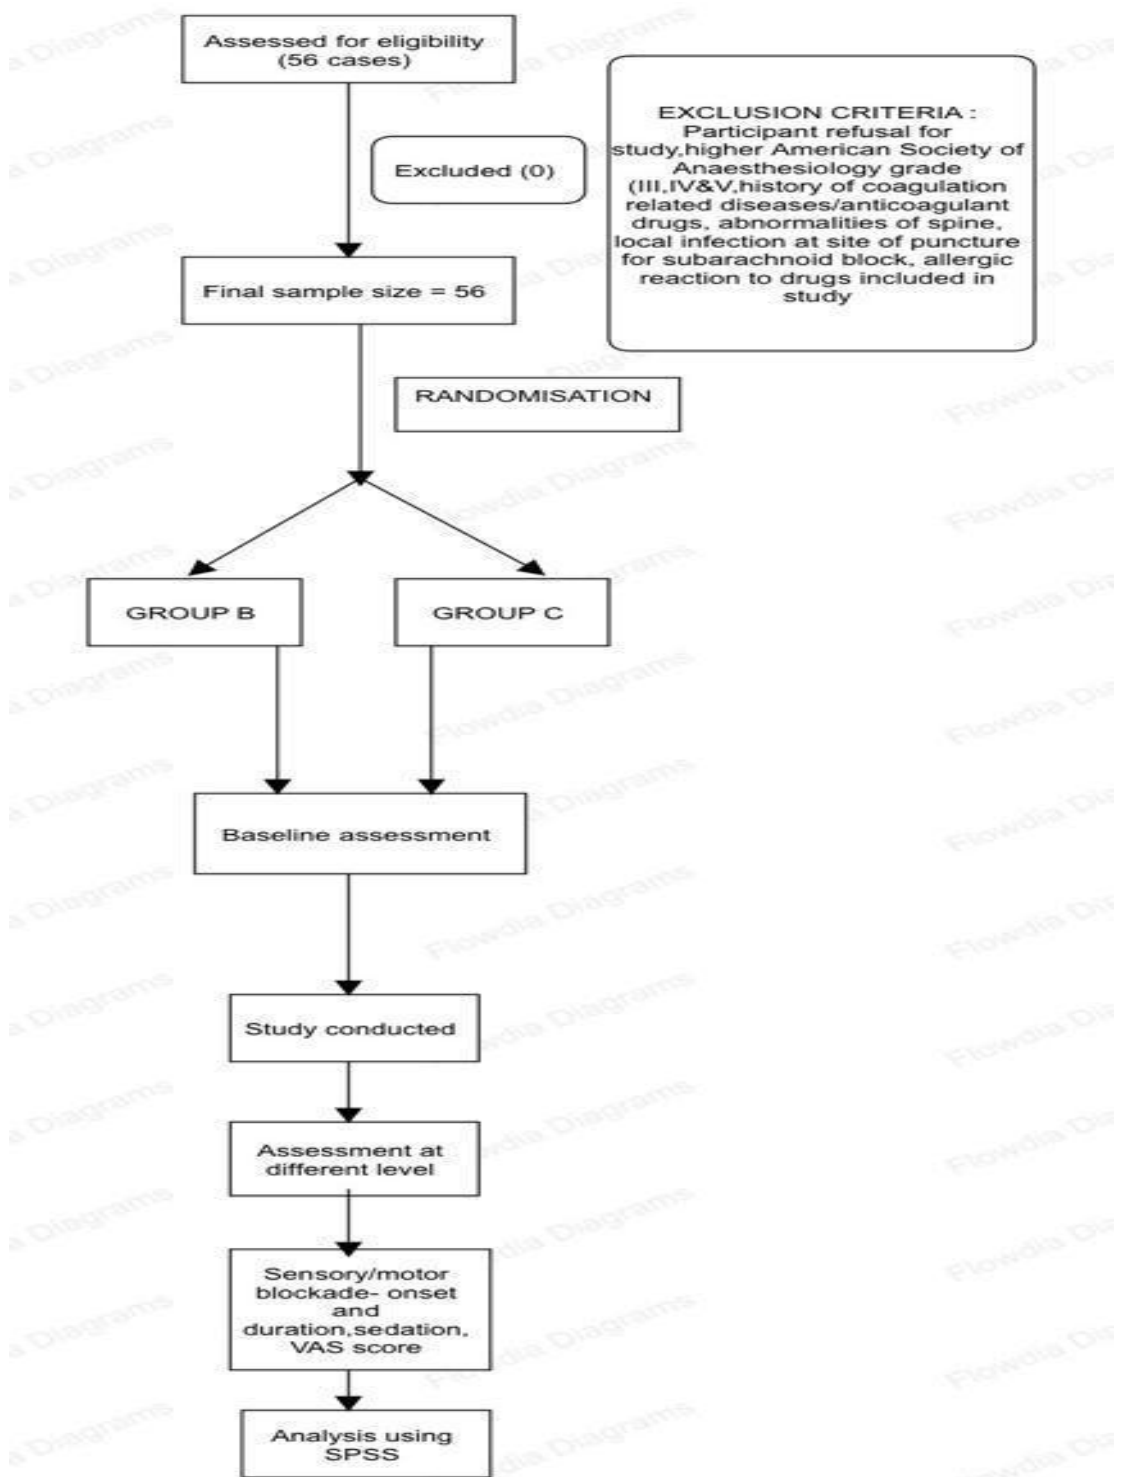 Assessed for eligibility
(56 cases)
EXCLUSION CRITERIA :
Participant refusal for
study,higher American Society of
Anaesthesiology grade
(III,IV&V,history of coagulation
related diseases/anticoagulant
drugs, abnormalities of spine,
local infection at site of puncture
for subarachnoid block, allergic
reaction to drugs included in
study
Excluded (0)
Final sample size = 56
RANDOMISATION
GROUP B
GROUP C
Baseline assessment
Study conducted
Assessment at
different level
Sensory/motor
blockade- onset
and
duration,sedation,
VAS score
Analysis using
SPSS
Flowdia Diagrams